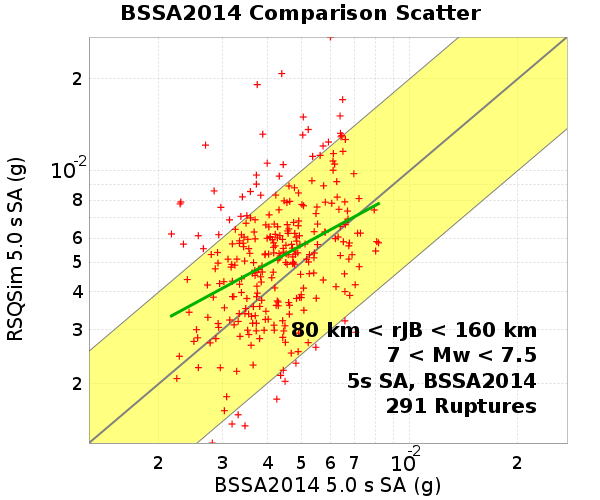 BSSA2014 Comparison Scatter
RSQSim 5.0 s SA (g)
2
10-2
8
6
5
4
3
2
80 km < rJB < 160 km
7 < Mw < 7.5
5s SA, BSSA2014
291 Ruptures
2 3 4 5 6 7 10-2 2
BSSA2014 5.0 s SA (g)